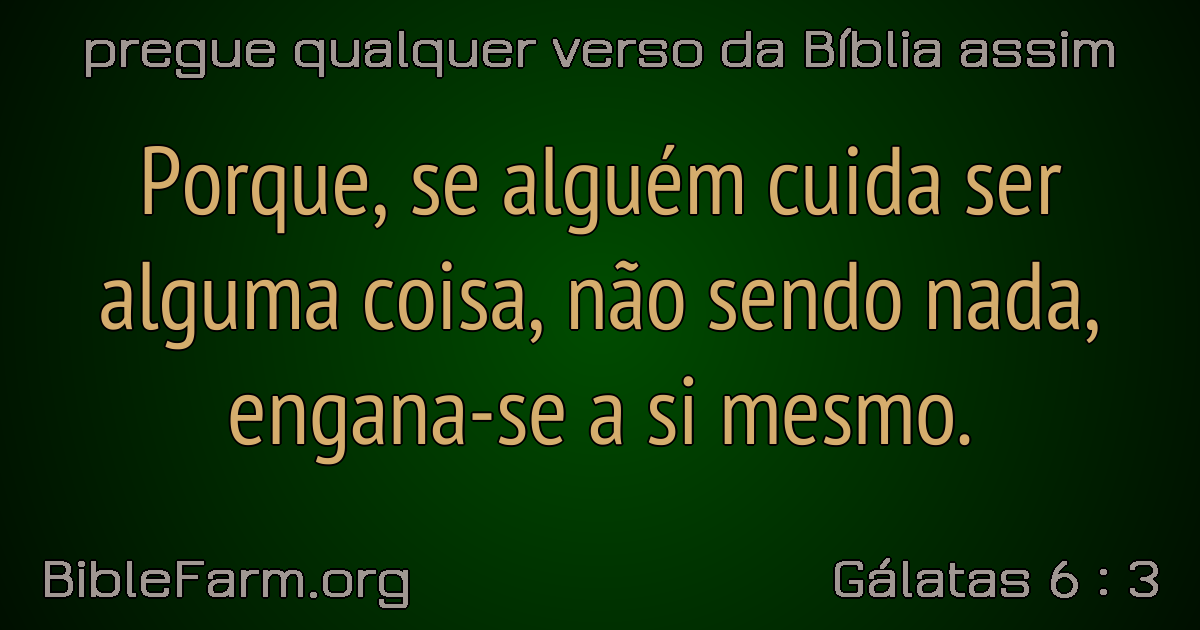 pregue qualquer verso da Bíblia assim
Porque, se alguém cuida ser
alguma coisa, não sendo nada,
engana-se a si mesmo.
BibleFarm.org
Gálatas 6 : 3